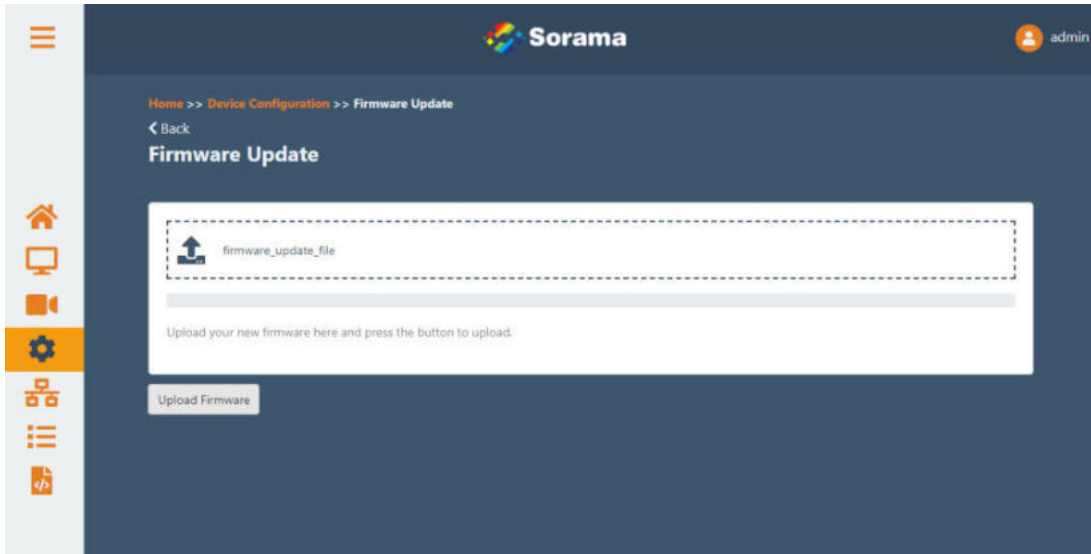 Sorama
admin
Home >> Device Configuration >> Firmware Update
Back
Firmware Update
firmware_update_file
Upload your new firmware here and press the button to upload.
Upload Firmware